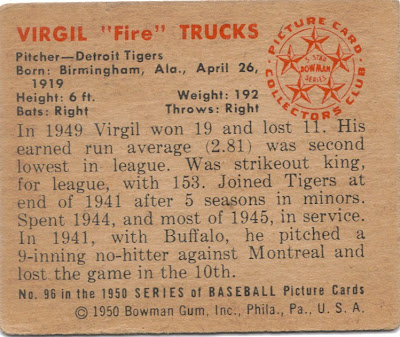 VIRGIL "Fire" TRUCKS
Pitcher—Detroit Tigers
Born: Birmingham, Ala., April 26,
1919
Height: 6 ft. Weight: 192
Bats: Right Throws: Right
PICTURE CARD
5 STAR
BOWMAN
SERIES
COLLECTORS CLUB
In 1949 Virgil won 19 and lost 11. His
earned run average (2.81) was second
lowest in league. Was strikeout king,
for league, with 153. Joined Tigers at
end of 1941 after 5 seasons in minors.
Spent 1944, and most of 1945, in service.
In 1941, with Buffalo, he pitched a
9-inning no-hitter against Montreal and
lost the game in the 10th.
No. 96 in the 1950 SERIES of BASEBALL Picture Cards
©1950 Bowman Gum, Inc., Phila., Pa., U. S. A.